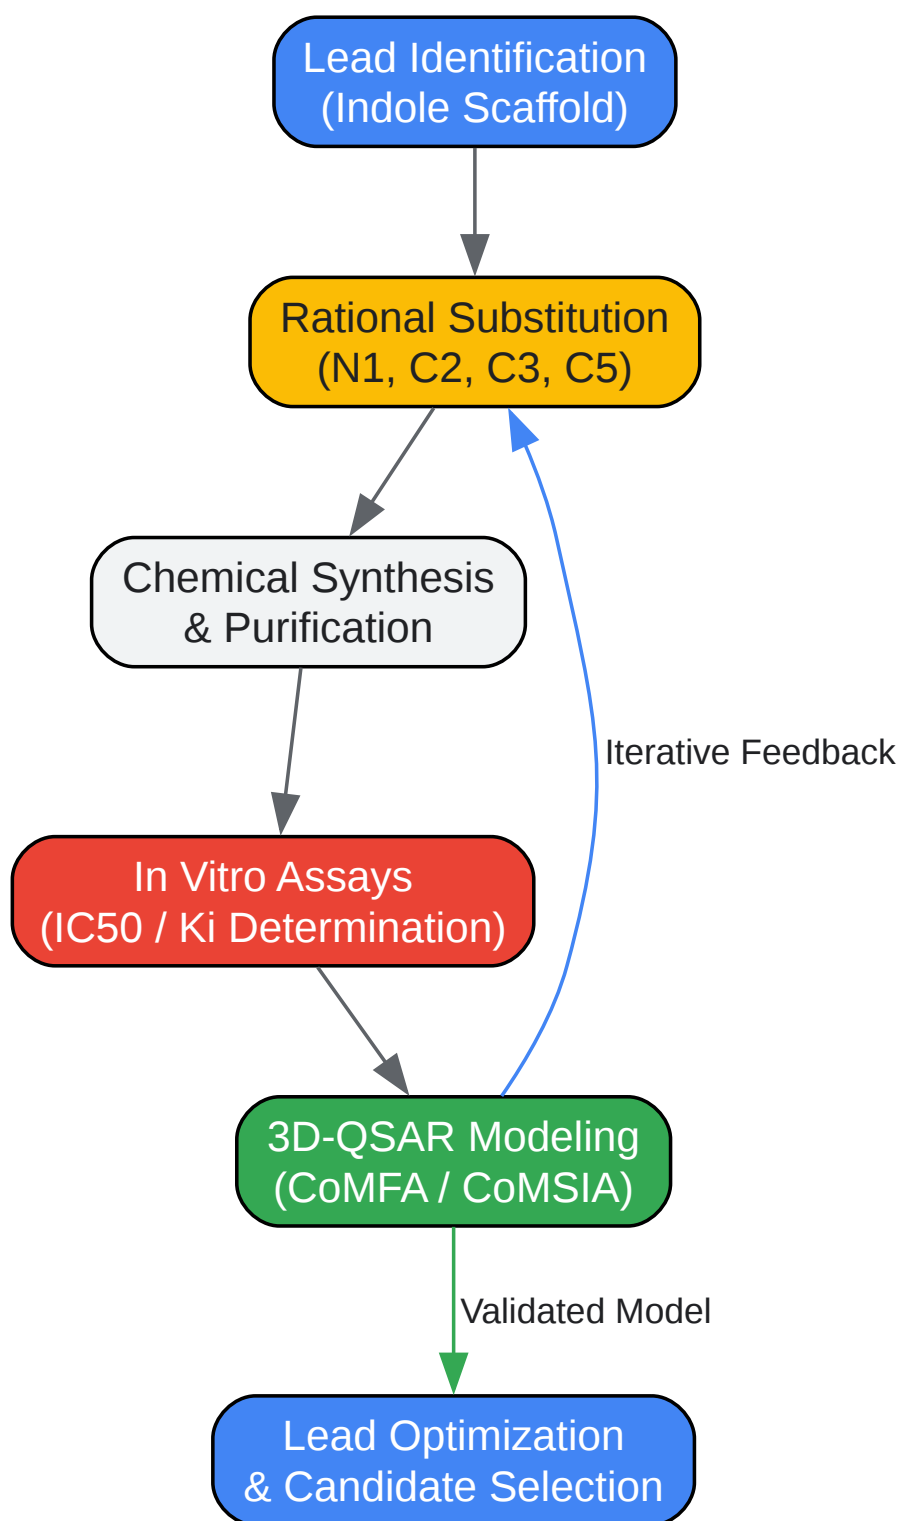 Lead Identification
(Indole Scaffold)
Rational Substitution
(N1, C2, C3, C5)
Chemical Synthesis
& Purification
Iterative Feedback
In Vitro Assays
(IC50 / Ki Determination)
3D-QSAR Modeling
(CoMFA / CoMSIA)
Validated Model
Lead Optimization
& Candidate Selection